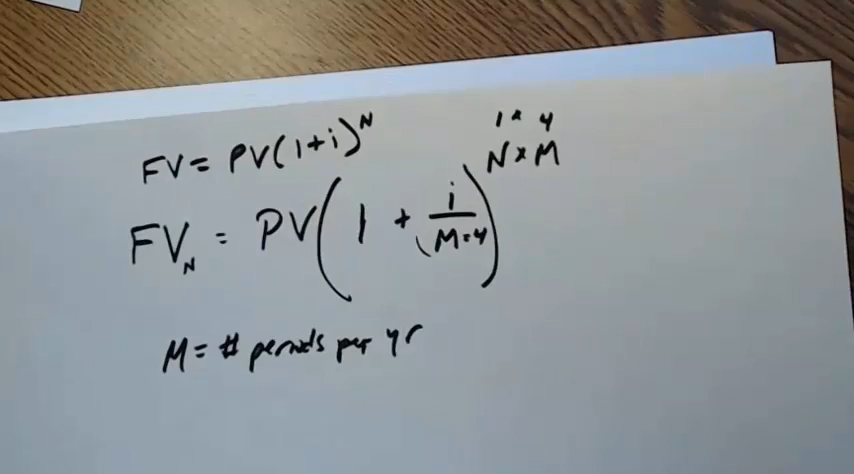 FV = PV(1+i)^N
1 x 4
N x M
FV_N = PV(1 + i/(M=4))
M = # periods per yr